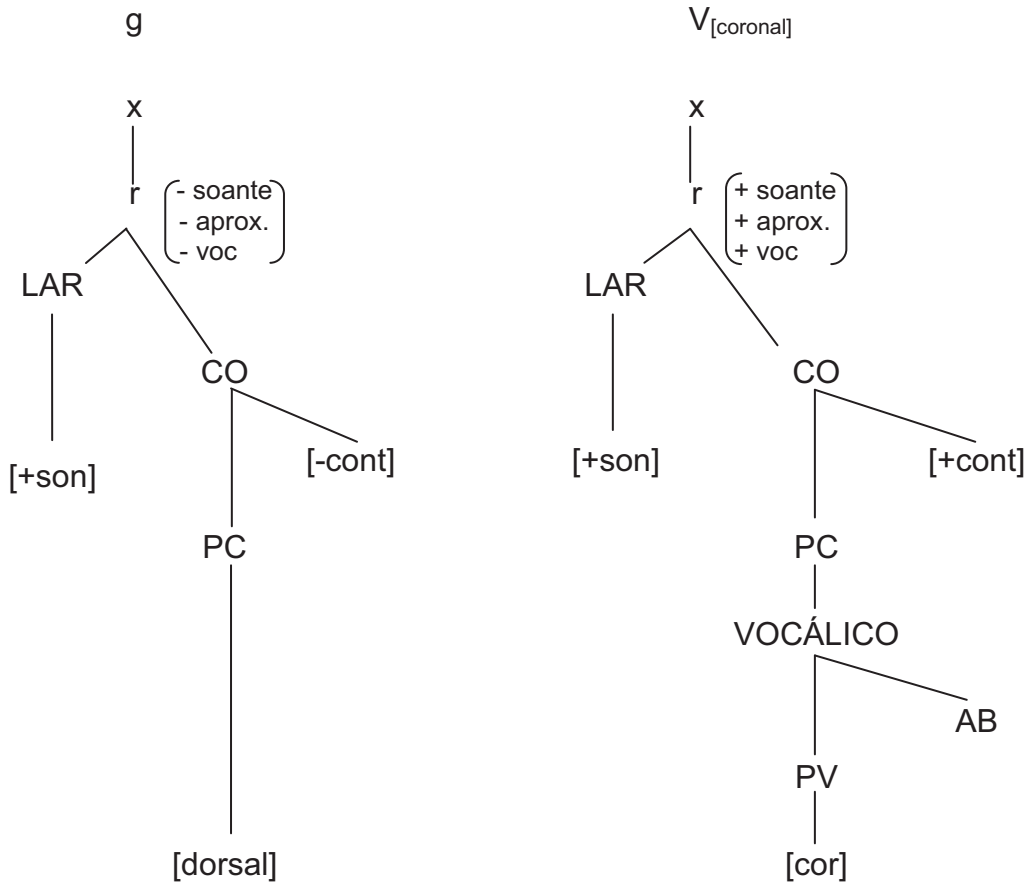 g V[coronal]
x x
r r
- soante + soante
- aprox. + aprox.
- voc + voc
LAR LAR
CO CO
[+son] [-cont] [+son] [+cont]
PC PC
VOCÁLICO
AB
PV
[dorsal] [cor]